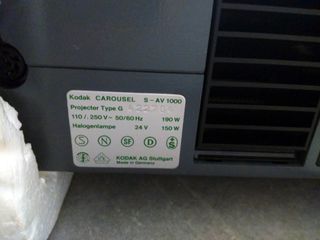 Kodak CAROUSEL S-AV 1000
Projector Type G
110 / . 250 V~ 50/60 Hz 190 W
Halogenlampe 24 V 150 W
S N SF D
KODAK AG Stuttgart
Made in Germany